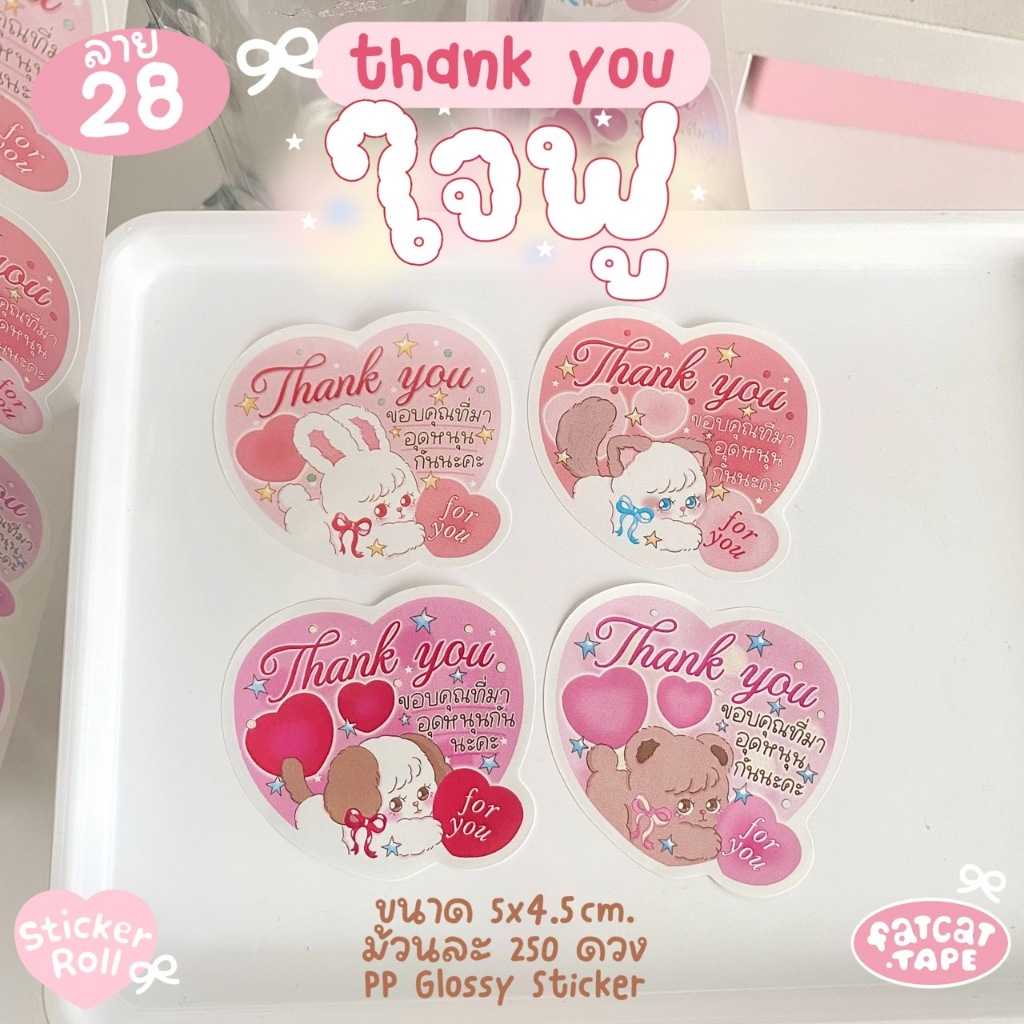 ลาย
28
thank you
ใจฟู
Thank you
ขอบคุณที่มา
อุดหนุน
กันนะคะ
for
you
Thank you
ขอบคุณที่มา
อุดหนุน
กันนะคะ
for
you
Thank you
ขอบคุณที่มา
อุดหนุนกัน
นะคะ
for
you
Thank you
ขอบคุณที่มา
อุดหนุน
กันนะคะ
for
you
for
you
you
for
you
Sticker
Roll
ขนาด 5x4.5cm.
ม้วนละ 250 ดวง
PP Glossy Sticker
FATCAT
.TAPE